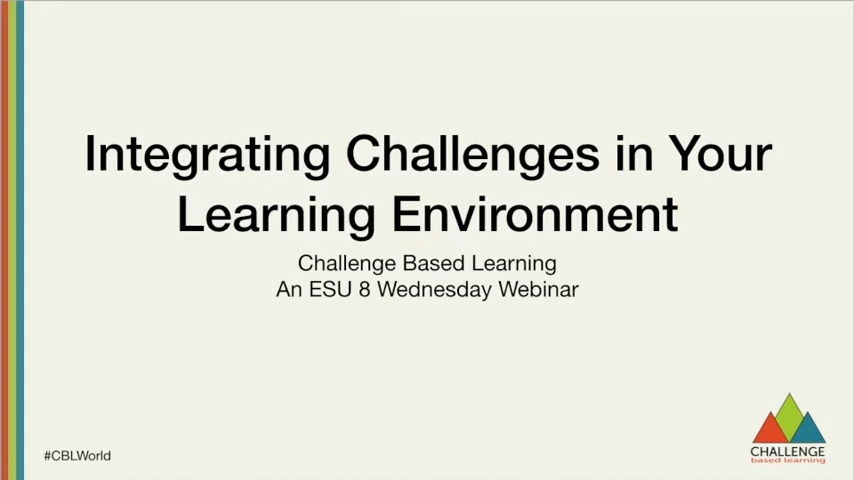 Integrating Challenges in Your
Learning Environment
Challenge Based Learning
An ESU 8 Wednesday Webinar
#CBLWorld
CHALLENGE
based learning